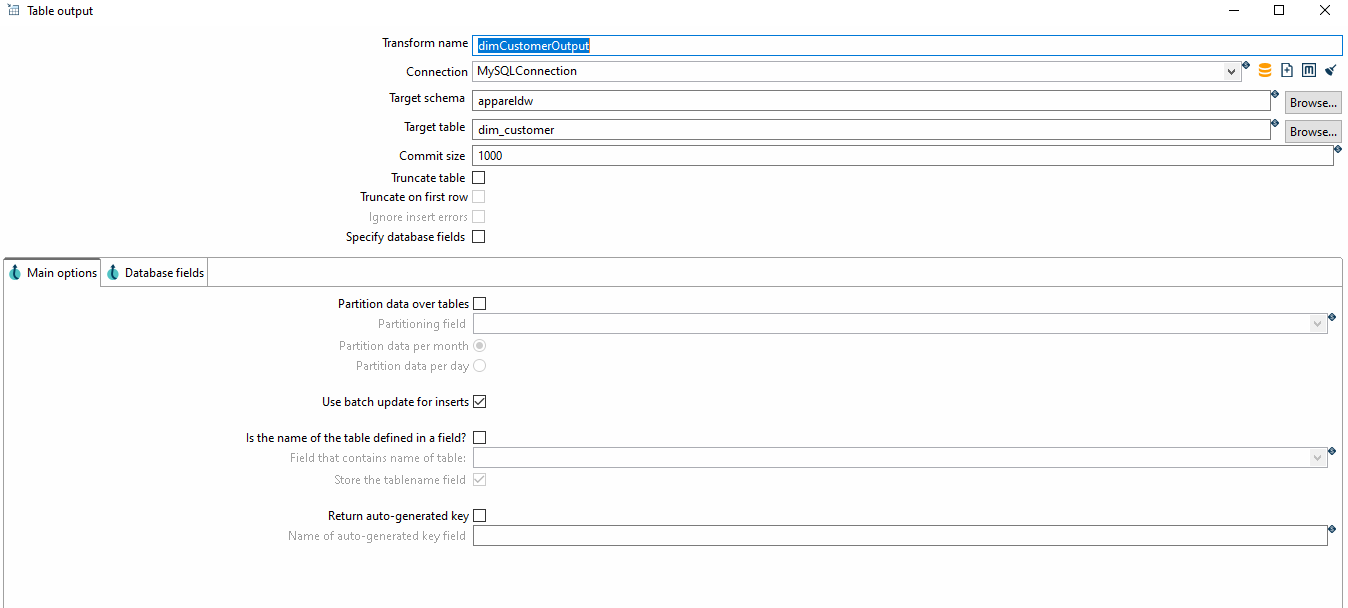 Table output
Transform name dimCustomerOutput
Connection MySQLConnection
Target schema appareldw Browse...
Target table dim_customer Browse...
Commit size 1000
Truncate table
Truncate on first row
Ignore insert errors
Specify database fields
Main options Database fields
Partition data over tables
Partitioning field
Partition data per month
Partition data per day
Use batch update for inserts
Is the name of the table defined in a field?
Field that contains name of table:
Store the tablename field
Return auto-generated key
Name of auto-generated key field